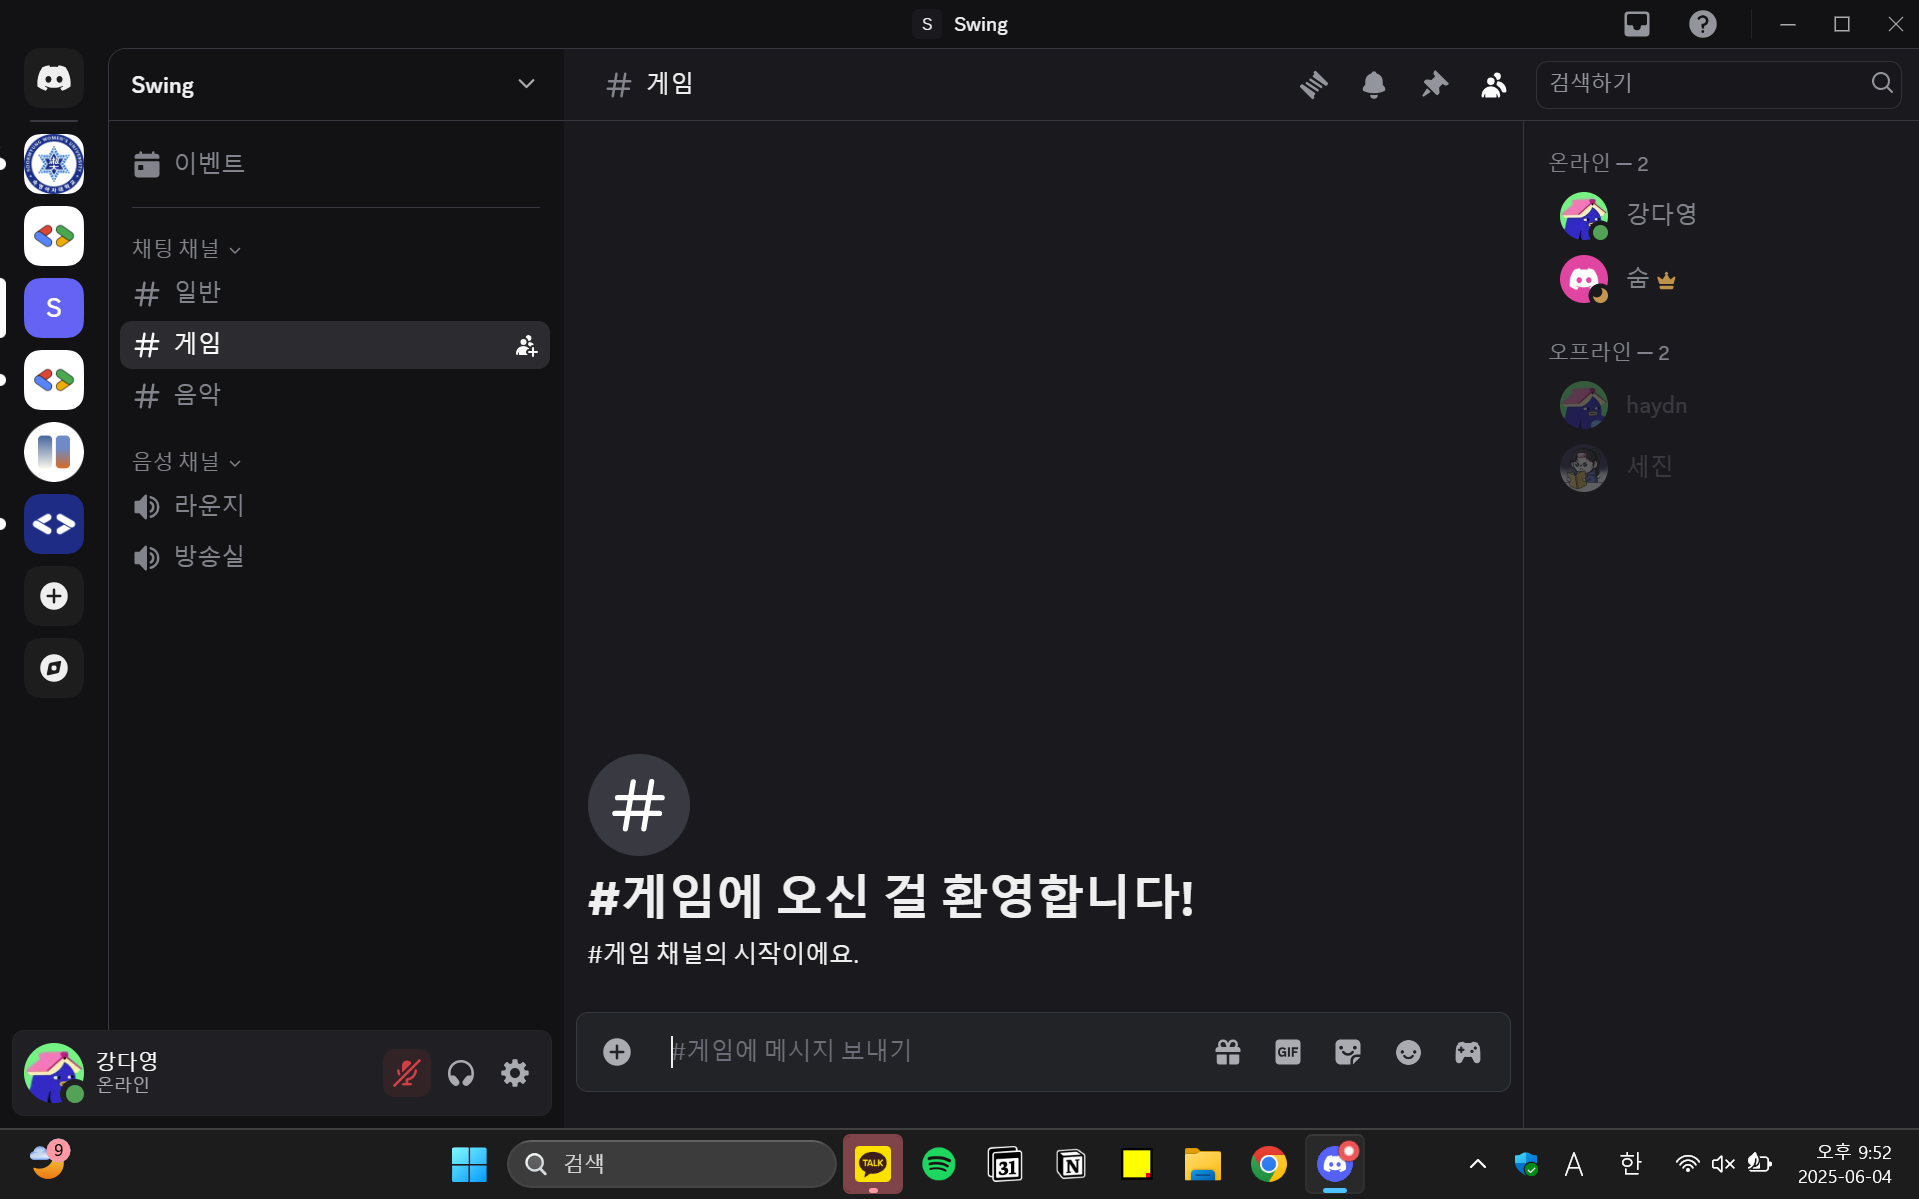 S Swing
Swing
이벤트
채팅 채널
일반
게임
음악
음성 채널
라운지
방송실
S
강다영
온라인
게임
검색하기
#게임에 오신 걸 환영합니다!
#게임 채널의 시작이에요.
#게임에 메시지 보내기
GIF
온라인 — 2
강다영
숨
오프라인 — 2
haydn
세진
9
검색
TALK
31
N
A
한
오후 9:52
2025-06-04